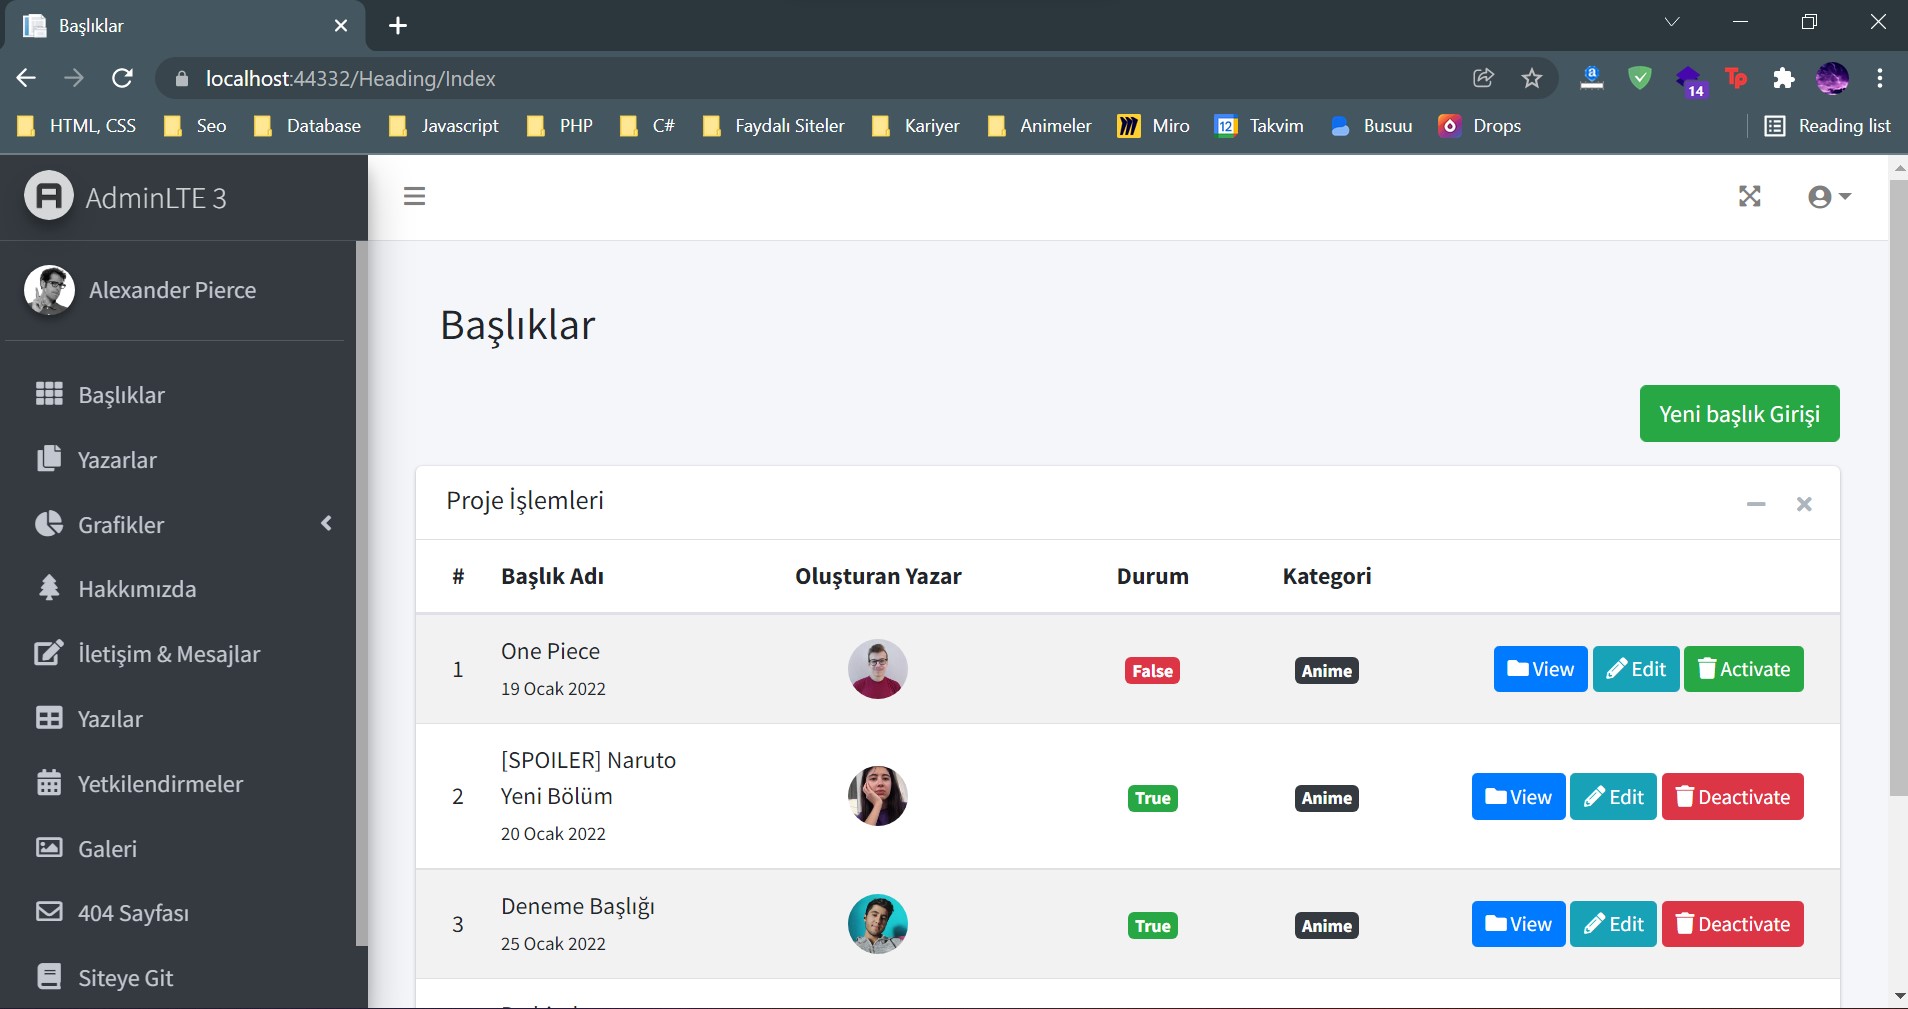 Başlıklar
localhost:44332/Heading/Index
14
HTML, CSS
Seo
Database
Javascript
PHP
C#
Faydalı Siteler
Kariyer
Animeler
Miro
12
Takvim
Busuu
Drops
Reading list
AdminLTE 3
Alexander Pierce
Başlıklar
Yazarlar
Grafikler
Hakkımızda
İletişim & Mesajlar
Yazılar
Yetkilendirmeler
Galeri
404 Sayfası
Siteye Git
Başlıklar
Yeni başlık Girişi
Proje İşlemleri
# Başlık Adı Oluşturan Yazar Durum Kategori
1 One Piece False Anime View Edit Activate
19 Ocak 2022
[SPOILER] Naruto
2 Yeni Bölüm True Anime View Edit Deactivate
20 Ocak 2022
3 Deneme Başlığı True Anime View Edit Deactivate
25 Ocak 2022